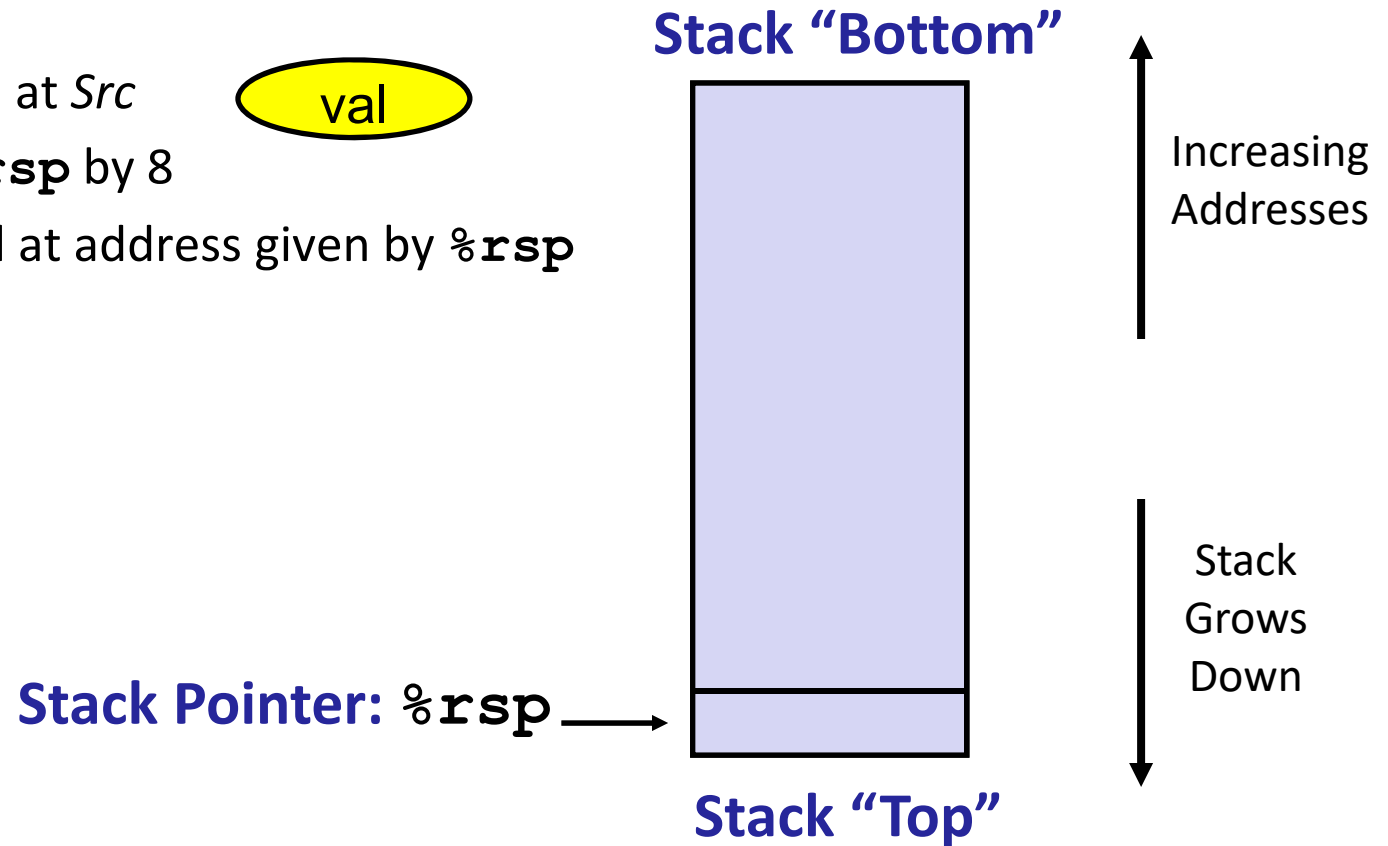 Stack “Bottom”
at Src
val
rsp by 8
at address given by %rsp
Increasing
Addresses
Stack
Grows
Down
Stack Pointer: %rsp
Stack “Top”